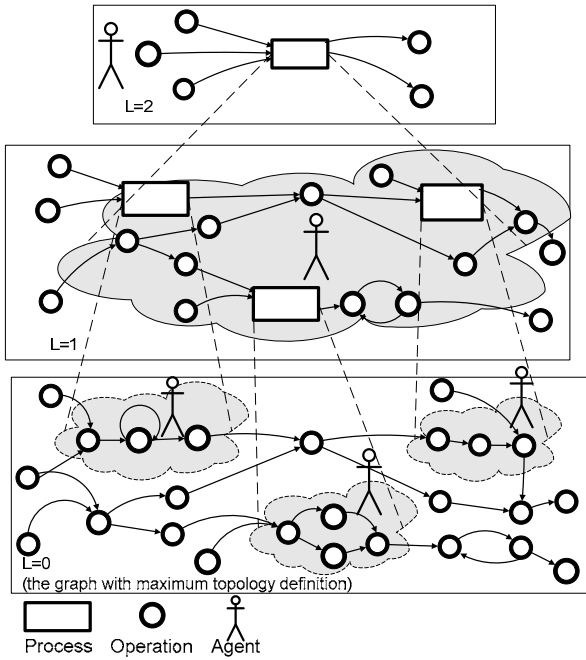 L=2
L=1
L=0
(the graph with maximum topology definition)
Process Operation Agent